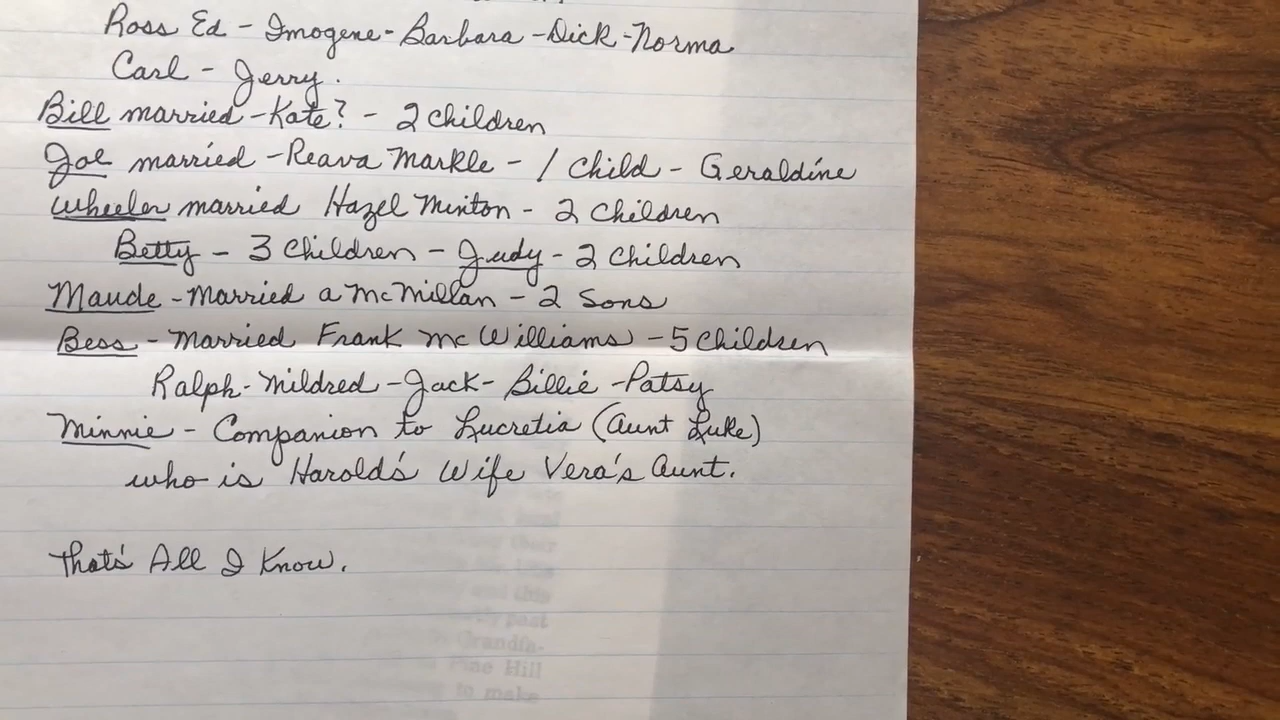 Ross Ed - Imogene - Barbara - Dick - Norma
Carl - Jerry.
Bill married - Kate? - 2 Children
Joe married - Reava Markle - 1 Child - Geraldine
Wheeler married Hazel Minton - 2 Children
Betty - 3 Children - Judy - 2 Children
Maude - Married a McMillan - 2 Sons
Bess - Married Frank McWilliams - 5 Children
Ralph - Mildred - Jack - Billie - Patsy
Minnie - Companion to Lucretia (Aunt Luke)
who is Harold's Wife Vera's Aunt.
That's All I Know.